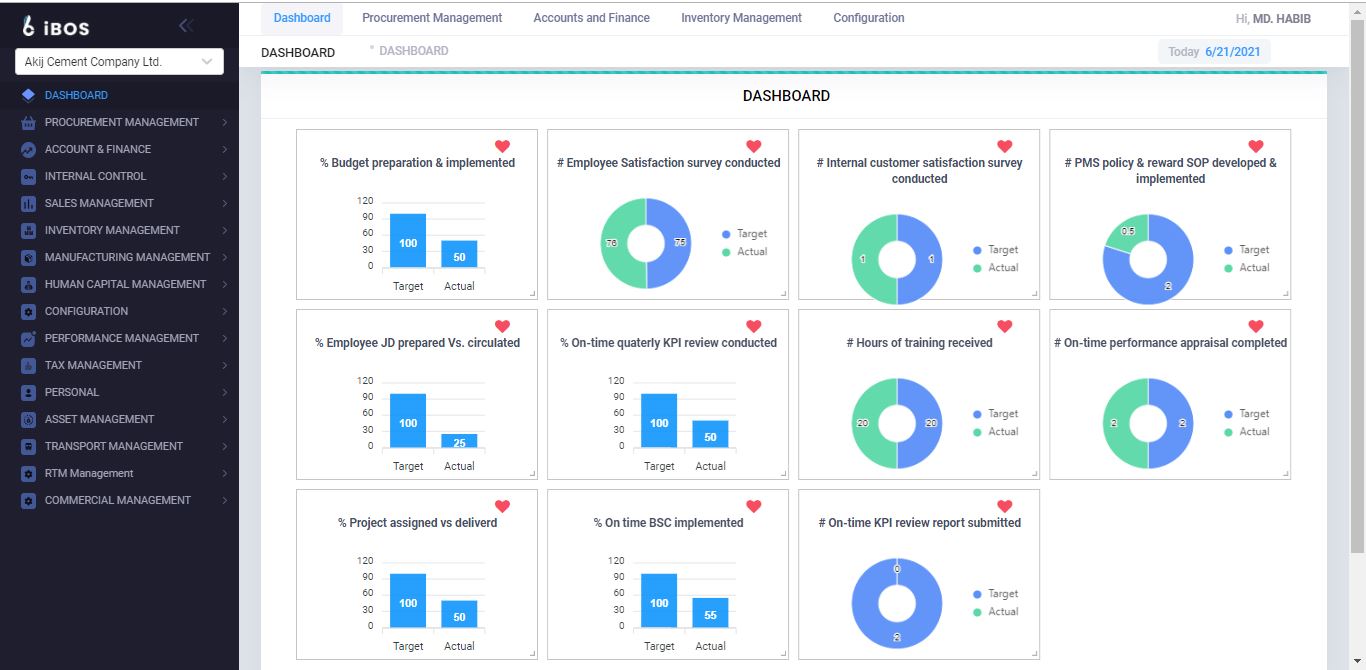 iBOS
Akij Cement Company Ltd.
DASHBOARD
PROCUREMENT MANAGEMENT
ACCOUNT & FINANCE
INTERNAL CONTROL
SALES MANAGEMENT
INVENTORY MANAGEMENT
MANUFACTURING MANAGEMENT
HUMAN CAPITAL MANAGEMENT
CONFIGURATION
PERFORMANCE MANAGEMENT
TAX MANAGEMENT
PERSONAL
ASSET MANAGEMENT
TRANSPORT MANAGEMENT
RTM Management
COMMERCIAL MANAGEMENT
Dashboard Procurement Management Accounts and Finance Inventory Management Configuration Hi, MD. HABIB
DASHBOARD DASHBOARD Today 6/21/2021
DASHBOARD
% Budget preparation & implemented
120
90
60
30
0
100
50
Target Actual
# Employee Satisfaction survey conducted
76
75
Target
Actual
# Internal customer satisfaction survey
conducted
1
1
Target
Actual
# PMS policy & reward SOP developed &
implemented
0.5
2
Target
Actual
% Employee JD prepared Vs. circulated
120
90
60
30
0
100
25
Target Actual
% On-time quaterly KPI review conducted
120
90
60
30
0
100
50
Target Actual
# Hours of training received
20
20
Target
Actual
# On-time performance appraisal completed
2
2
Target
Actual
% Project assigned vs deliverd
120
90
60
30
0
100
50
Target Actual
% On time BSC implemented
120
90
60
30
0
100
55
Target Actual
# On-time KPI review report submitted
0
2
Target
Actual